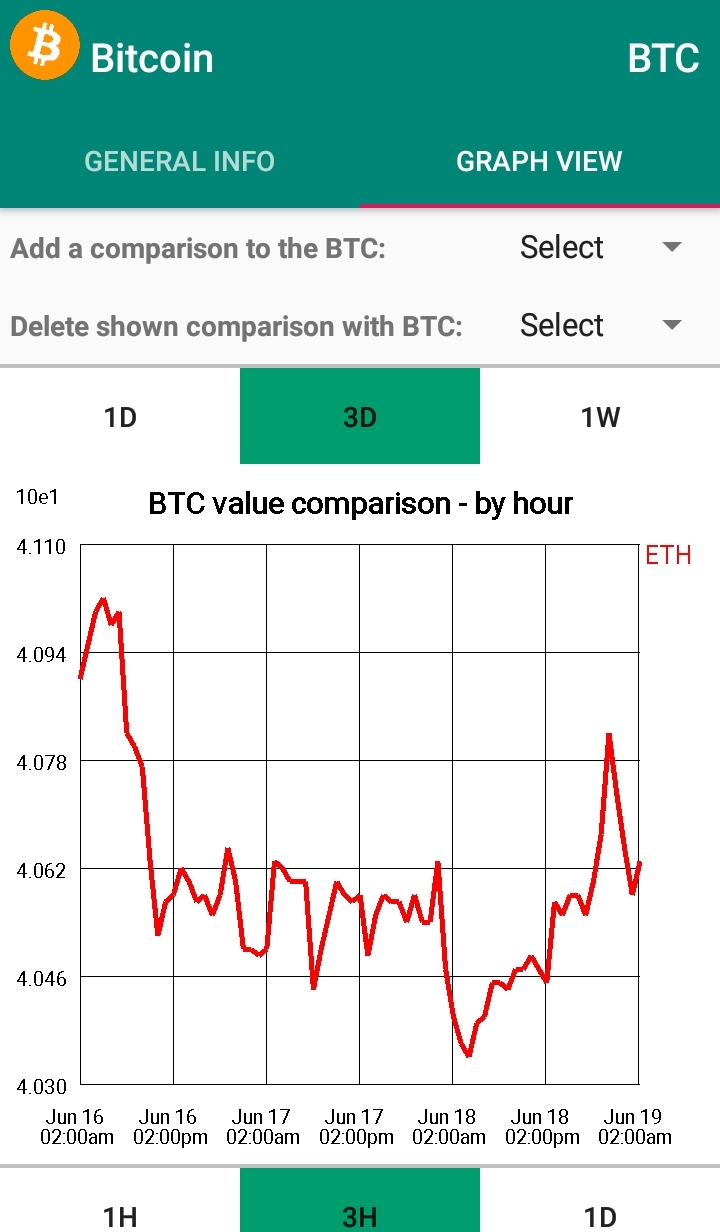 Bitcoin BTC
GENERAL INFO GRAPH VIEW
Add a comparison to the BTC: Select
Delete shown comparison with BTC: Select
1D 3D 1W
10e1 BTC value comparison - by hour
4.110 ETH
4.094
4.078
4.062
4.046
4.030
Jun 16 Jun 16 Jun 17 Jun 17 Jun 18 Jun 18 Jun 19
02:00am 02:00pm 02:00am 02:00pm 02:00am 02:00pm 02:00am
1H 3H 1D